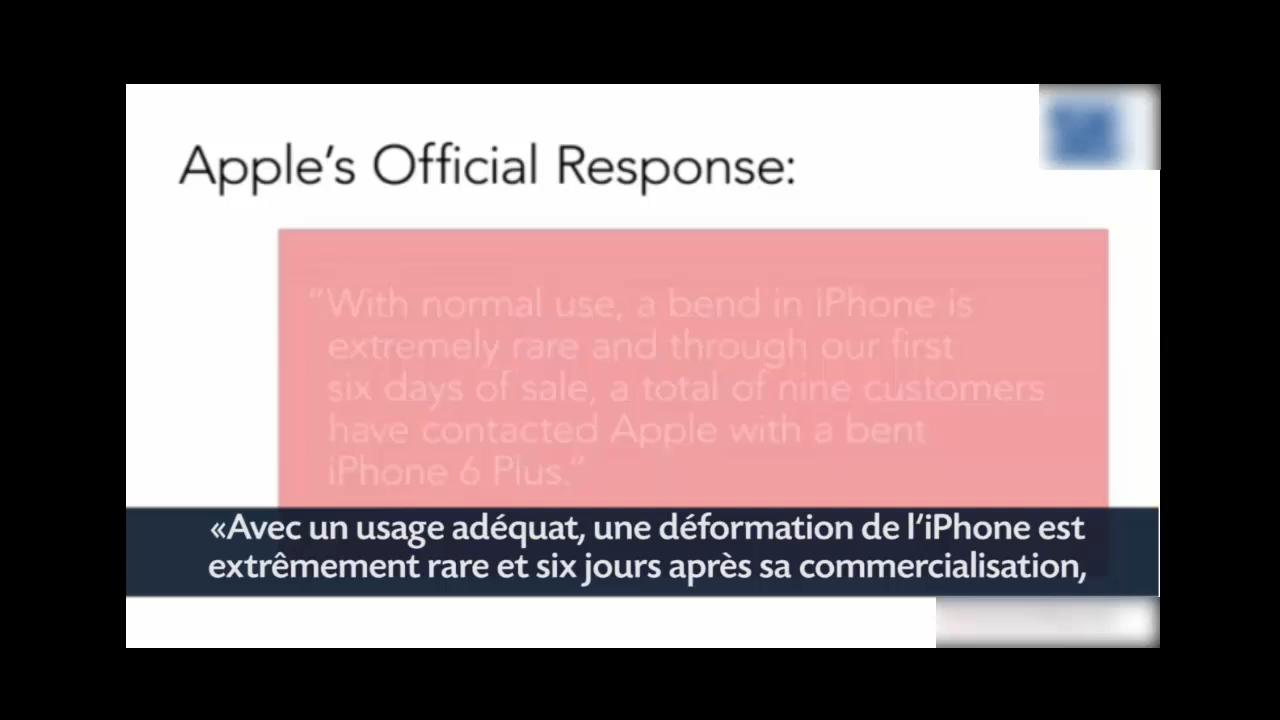 Apple's Official Response:
"With normal use, a bend in iPhone is
extremely rare and through our first
six days of sale, a total of nine customers
have contacted Apple with a bent
iPhone 6 Plus."
«Avec un usage adéquat, une déformation de l'iPhone est
extrêmement rare et six jours après sa commercialisation,